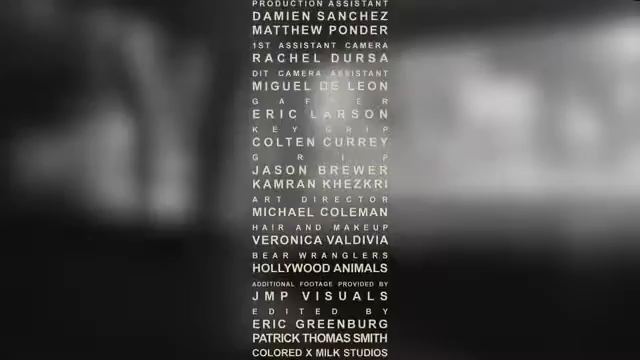 PRODUCTION ASSISTANT
DAMIEN SANCHEZ
MATTHEW PONDER
1ST ASSISTANT CAMERA
RACHEL DURSA
DIT CAMERA ASSISTANT
MIGUEL DE LEON
GAFFER
ERIC LARSON
KEY GRIP
COLTEN CURREY
GRIP
JASON BREWER
KAMRAN KHEZKRI
ART DIRECTOR
MICHAEL COLEMAN
HAIR AND MAKEUP
VERONICA VALDIVIA
BEAR WRANGLERS
HOLLYWOOD ANIMALS
ADDITIONAL FOOTAGE PROVIDED BY
JMP VISUALS
EDITED BY
ERIC GREENBURG
PATRICK THOMAS SMITH
COLORED X MILK STUDIOS